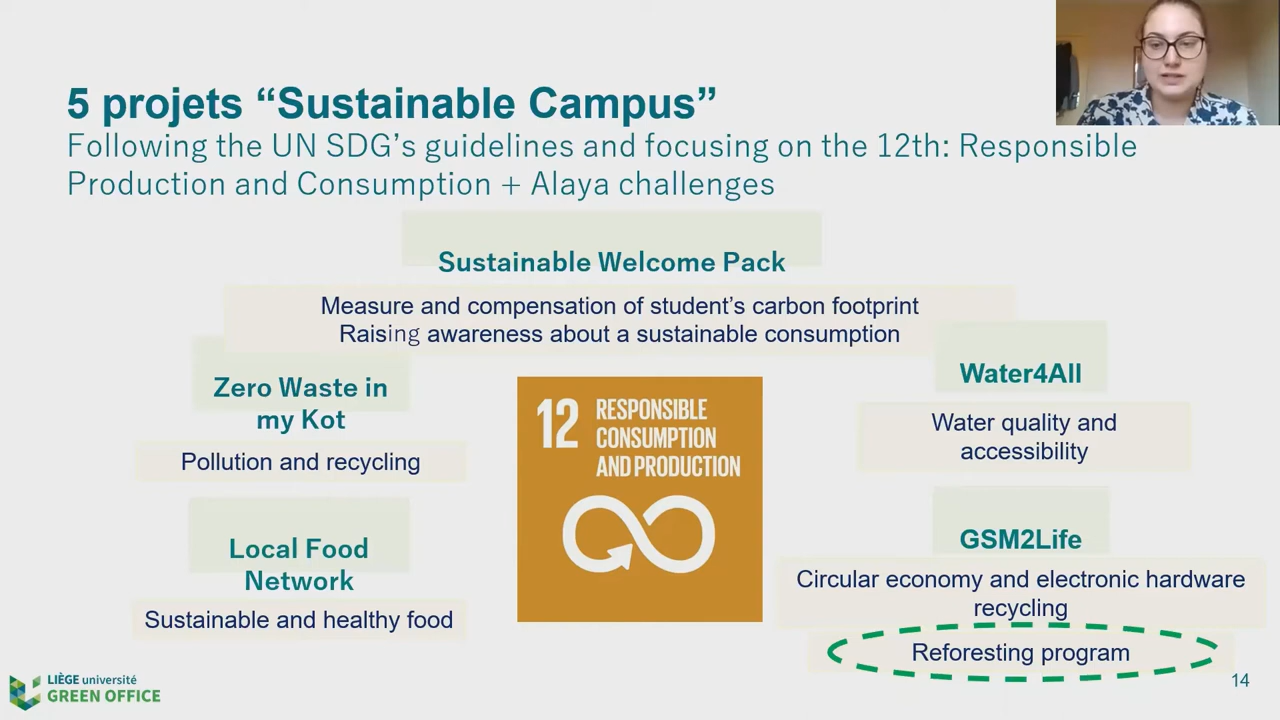 5 projets “Sustainable Campus”
Following the UN SDG’s guidelines and focusing on the 12th: Responsible
Production and Consumption + Alaya challenges
Sustainable Welcome Pack
Measure and compensation of student’s carbon footprint
Raising awareness about a sustainable consumption
Zero Waste in
my Kot
Pollution and recycling
Local Food
Network
Sustainable and healthy food
12 RESPONSIBLE
CONSUMPTION
AND PRODUCTION
Water4All
Water quality and
accessibility
GSM2Life
Circular economy and electronic hardware
recycling
Reforesting program
LIÈGE université
GREEN OFFICE
14